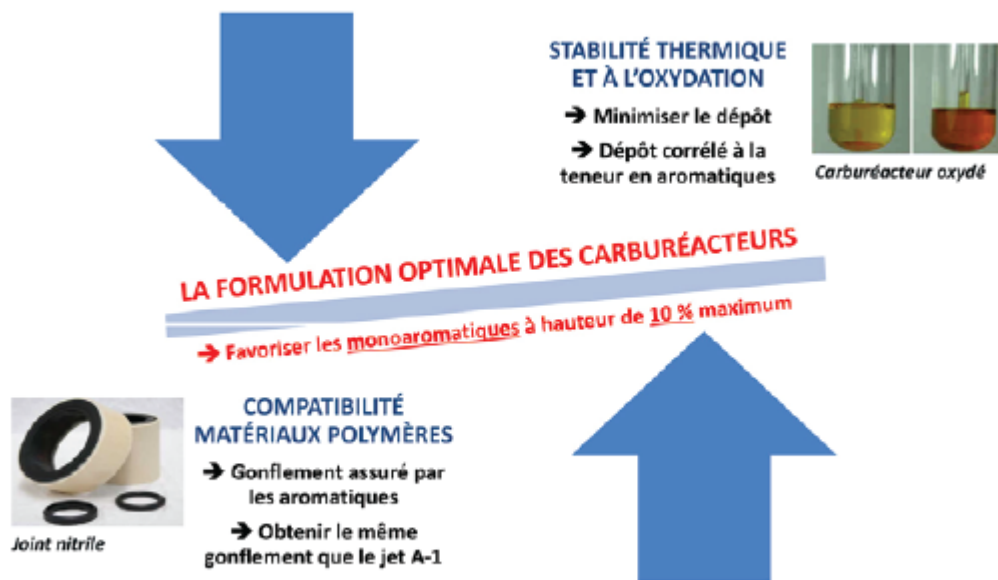 STABILITÉ THERMIQUE
ET À L'OXYDATION
➔ Minimiser le dépôt
➔ Dépôt corrélé à la
teneur en aromatiques
Carburéacteur oxydé
LA FORMULATION OPTIMALE DES CARBURÉACTEURS
➔ Favoriser les monoaromatiques à hauteur de 10 % maximum
COMPATIBILITÉ
MATÉRIAUX POLYMÈRES
➔ Gonflement assuré par
les aromatiques
➔ Obtenir le même
gonflement que le jet A-1
Joint nitrile